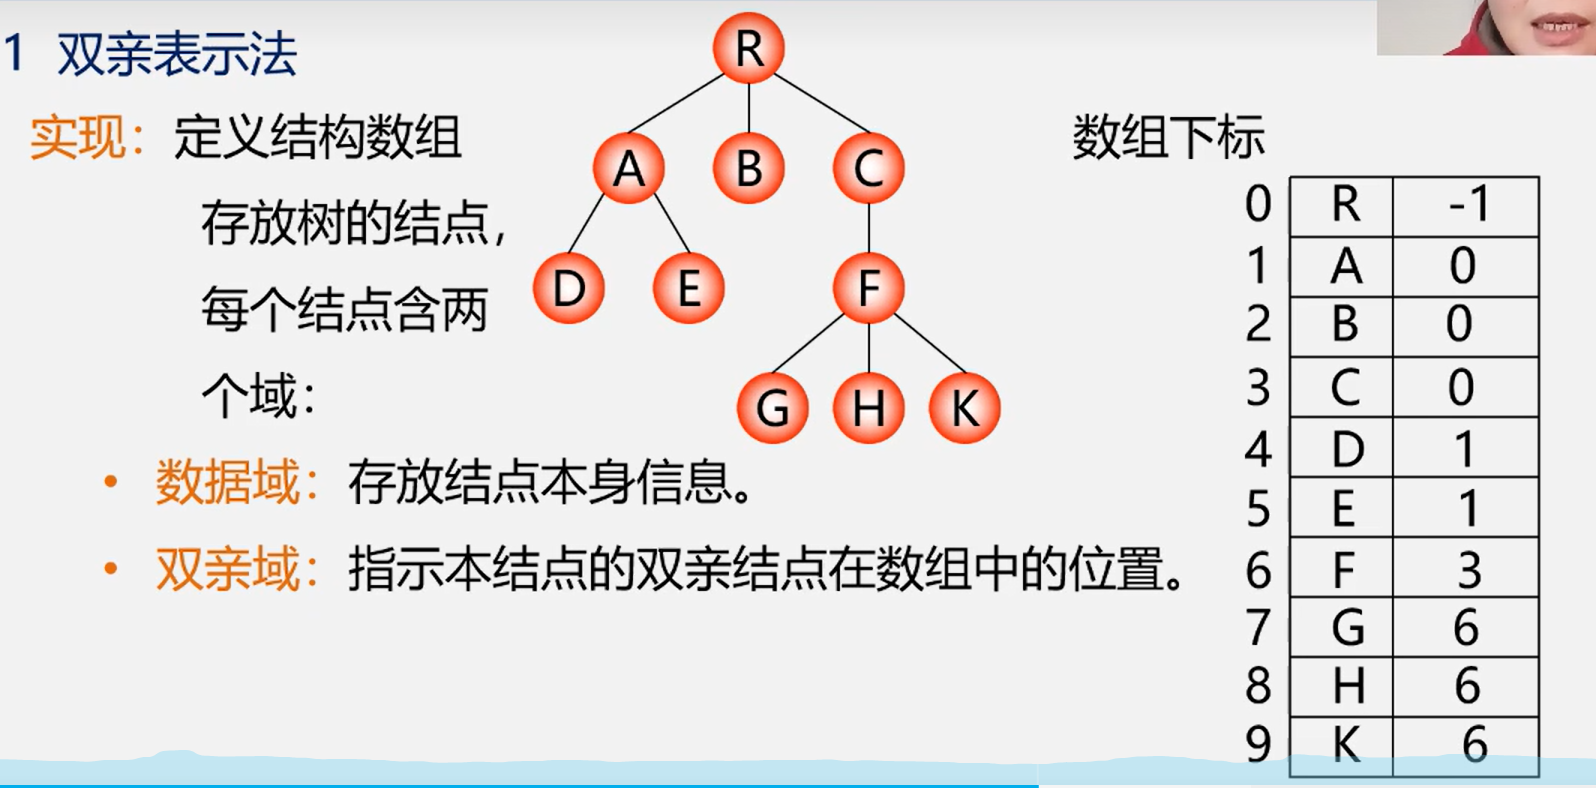 1 双亲表示法
实现：定义结构数组
存放树的结点，
每个结点含两
个域：
• 数据域：存放结点本身信息。
• 双亲域：指示本结点的双亲结点在数组中的位置。
R
A B C
D E F
G H K
数组下标
0 R -1
1 A 0
2 B 0
3 C 0
4 D 1
5 E 1
6 F 3
7 G 6
8 H 6
9 K 6